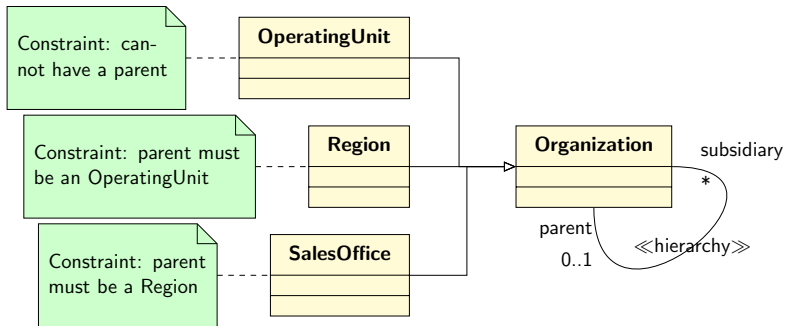 Constraint: can-
not have a parent
OperatingUnit
Constraint: parent must
be an OperatingUnit
Region
Organization
subsidiary
*
parent
0..1
≪hierarchy≫
Constraint: parent
must be a Region
SalesOffice